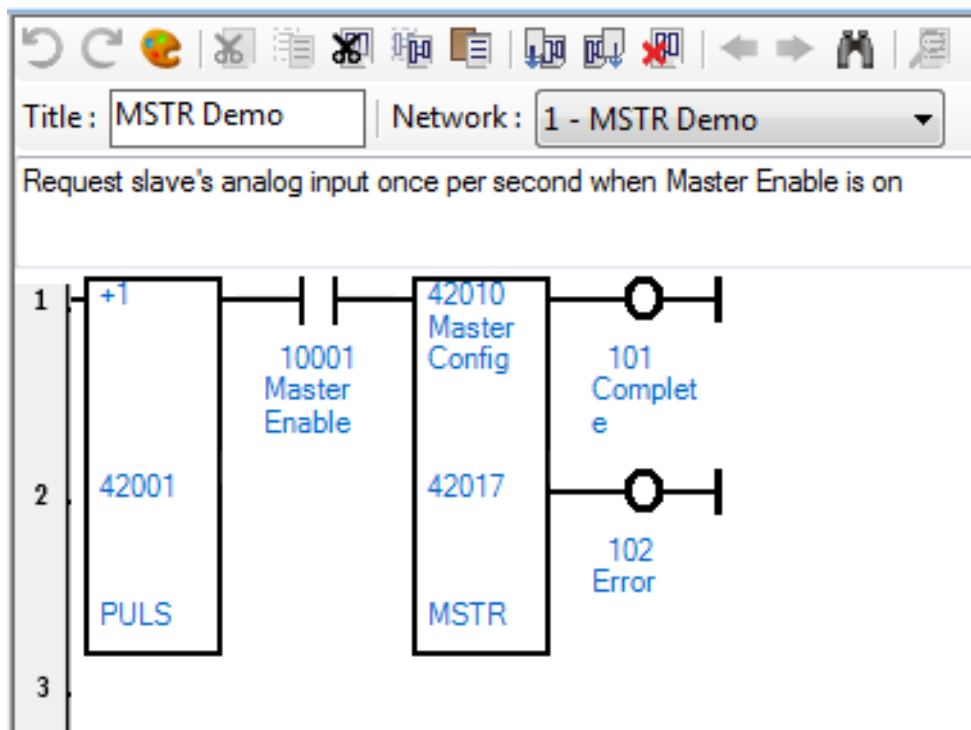 Title : MSTR Demo Network : 1 - MSTR Demo
Request slave's analog input once per second when Master Enable is on
1 +1 42010
Master
Config
10001
Master
Enable
101
Complet
e
2 42001 42017
102
Error
PULS MSTR
3